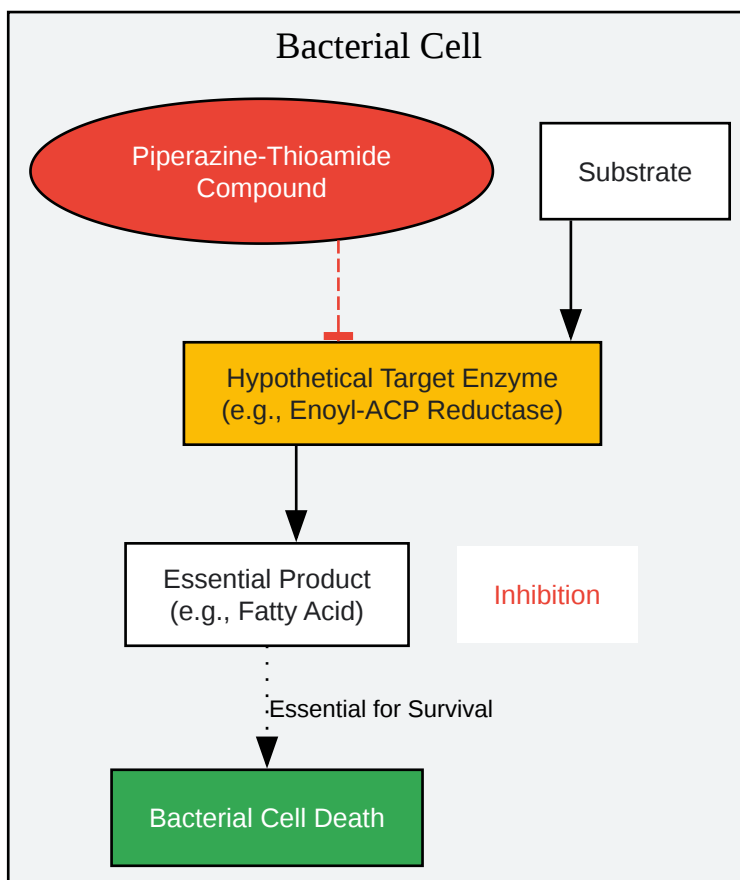 Bacterial Cell
Piperazine-Thioamide
Compound
Substrate
Hypothetical Target Enzyme
(e.g., Enoyl-ACP Reductase)
Essential Product
(e.g., Fatty Acid)
Inhibition
Essential for Survival
Bacterial Cell Death